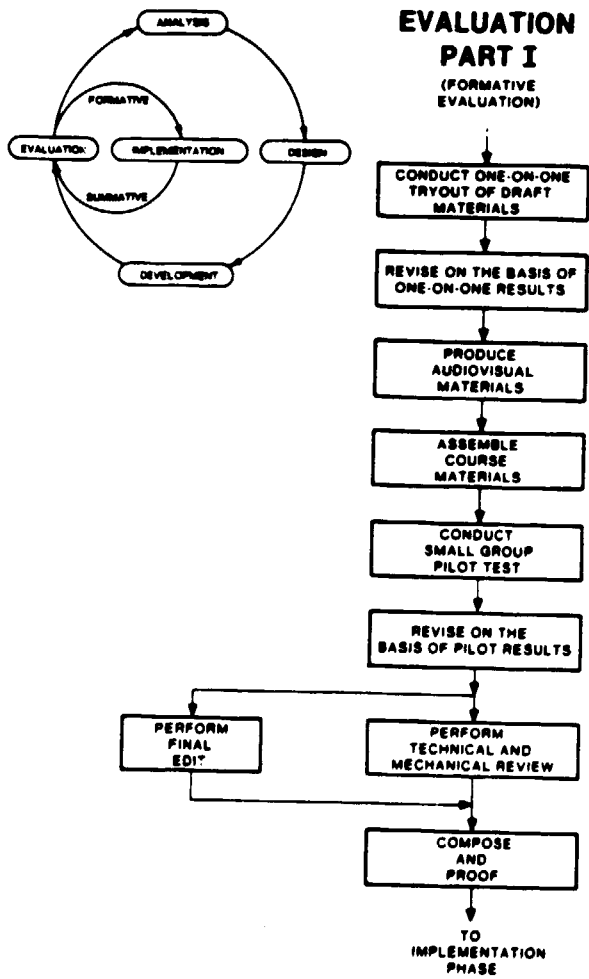 ANALYSIS
FORMATIVE
EVALUATION
IMPLEMENTATION
DESIGN
SUMMATIVE
DEVELOPMENT
EVALUATION
PART I
(FORMATIVE
EVALUATION)
CONDUCT ONE-ON-ONE
TRYOUT OF DRAFT
MATERIALS
REVISE ON THE BASIS OF
ONE-ON-ONE RESULTS
PRODUCE
AUDIOVISUAL
MATERIALS
ASSEMBLE
COURSE
MATERIALS
CONDUCT
SMALL GROUP
PILOT TEST
REVISE ON THE
BASIS OF PILOT RESULTS
PERFORM
FINAL
EDIT
PERFORM
TECHNICAL AND
MECHANICAL REVIEW
COMPOSE
AND
PROOF
TO
IMPLEMENTATION
PHASE